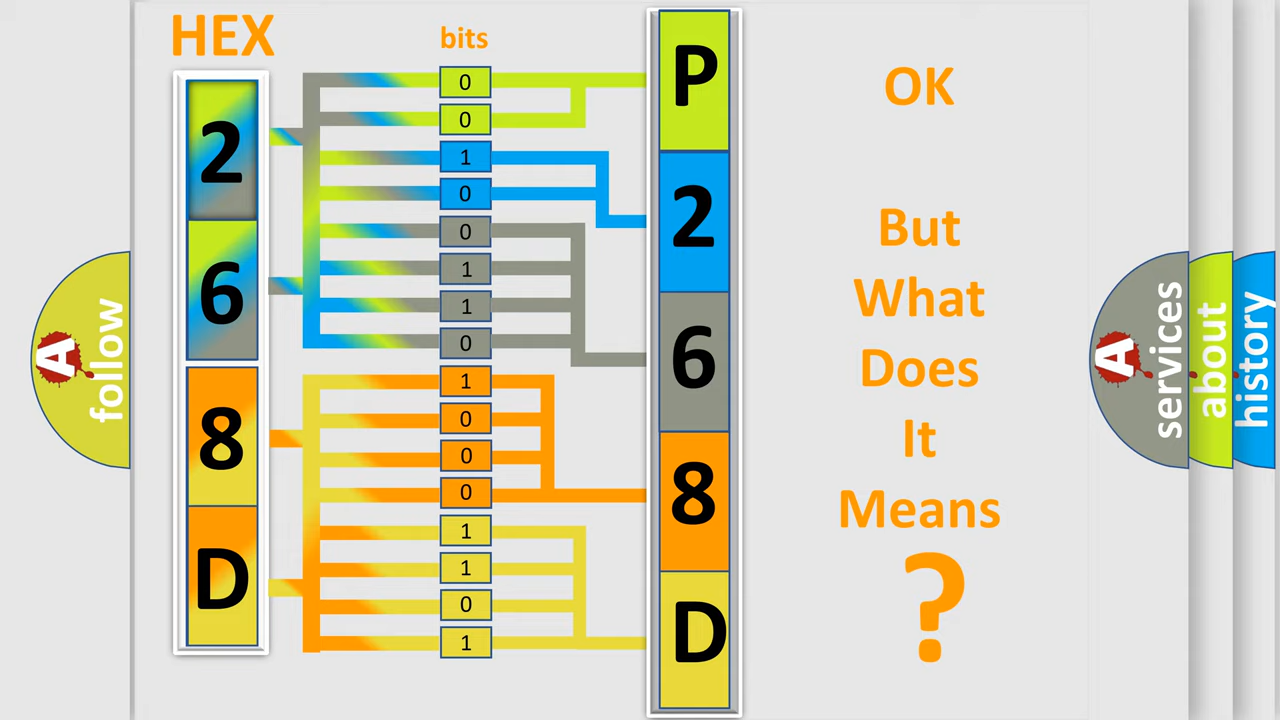 HEX
bits
2
6
8
D
0
0
1
0
0
1
1
0
1
0
0
0
1
1
0
1
P
2
6
8
D
OK
But
What
Does
It
Means
?
A
follow
A
services
about
history